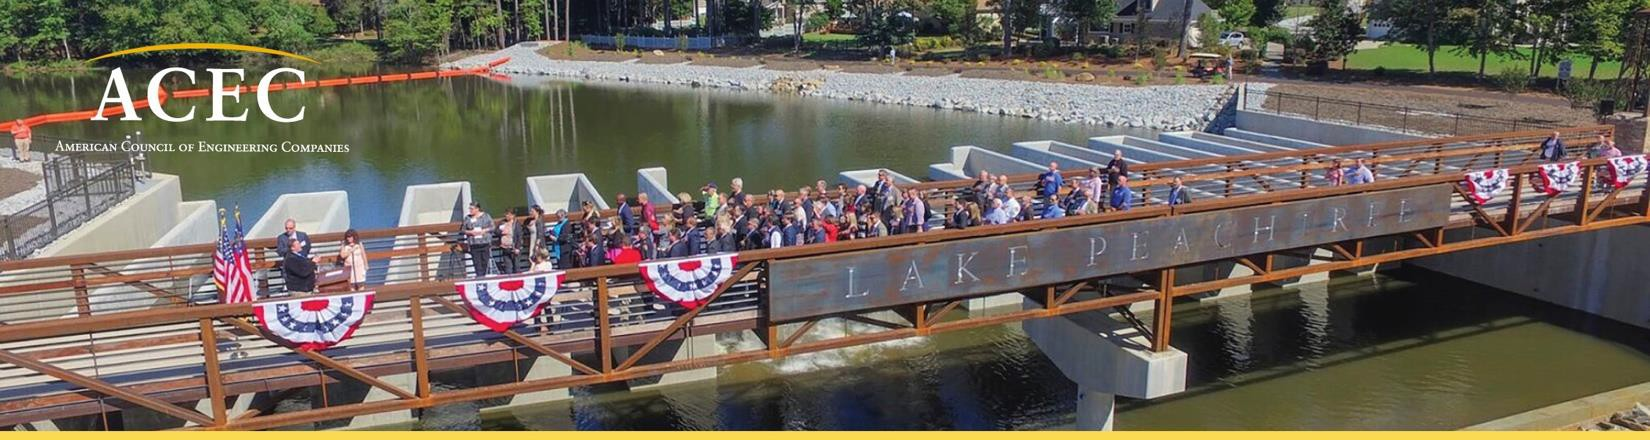 ACEC
AMERICAN COUNCIL OF ENGINEERING COMPANIES
LAKE PEACHTREE